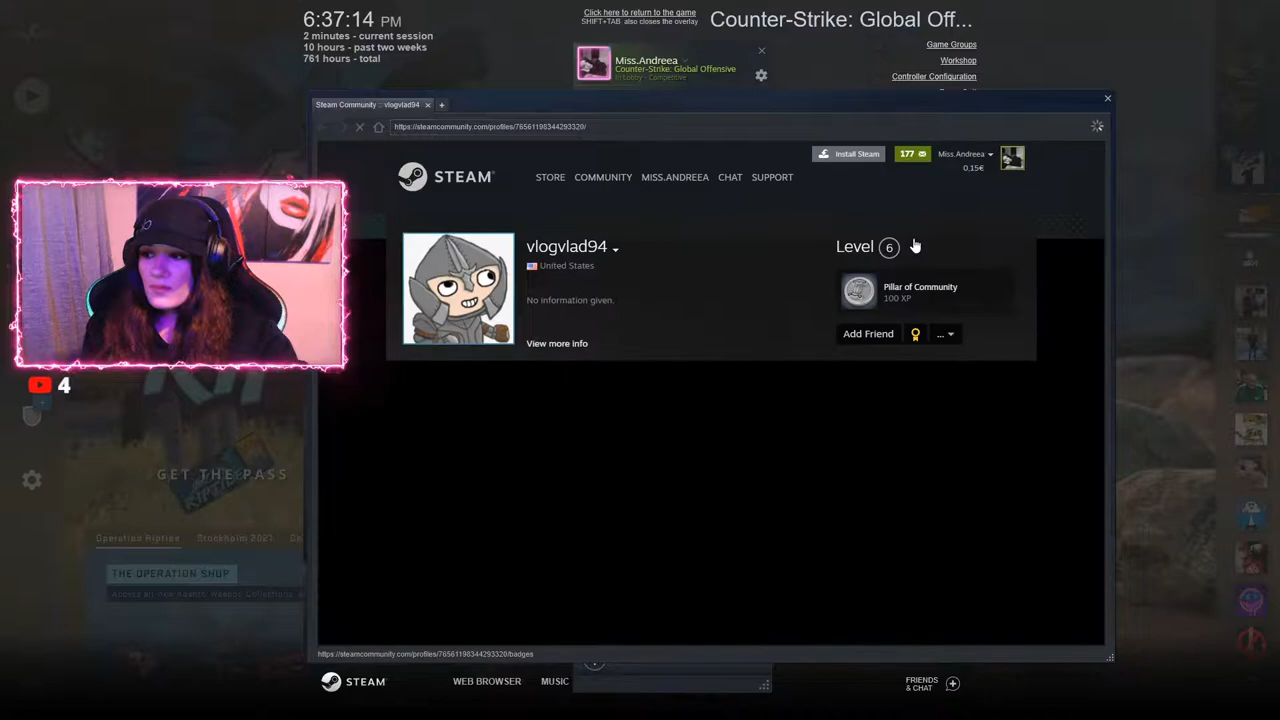 6:37:14 PM
2 minutes - current session
10 hours - past two weeks
761 hours - total
Click here to return to the game
SHIFT+TAB also closes the overlay
Counter-Strike: Global Off...
Game Groups
Workshop
Controller Configuration
Miss.Andreea
Counter-Strike: Global Offensive
In Lobby - Competitive
Steam Community :: vlogvlad94
https://steamcommunity.com/profiles/76561198344293320/
Install Steam
177
Miss.Andreea
0,15€
STEAM
STORE
COMMUNITY
MISS.ANDREEA
CHAT
SUPPORT
vlogvlad94
United States
No information given.
View more info
Level 6
Pillar of Community
100 XP
Add Friend
...
4
GET THE PASS
Operation Riptide
Stockholm 2021
THE OPERATION SHOP
https://steamcommunity.com/profiles/76561198344293320/badges
STEAM
WEB BROWSER
MUSIC
FRIENDS
& CHAT